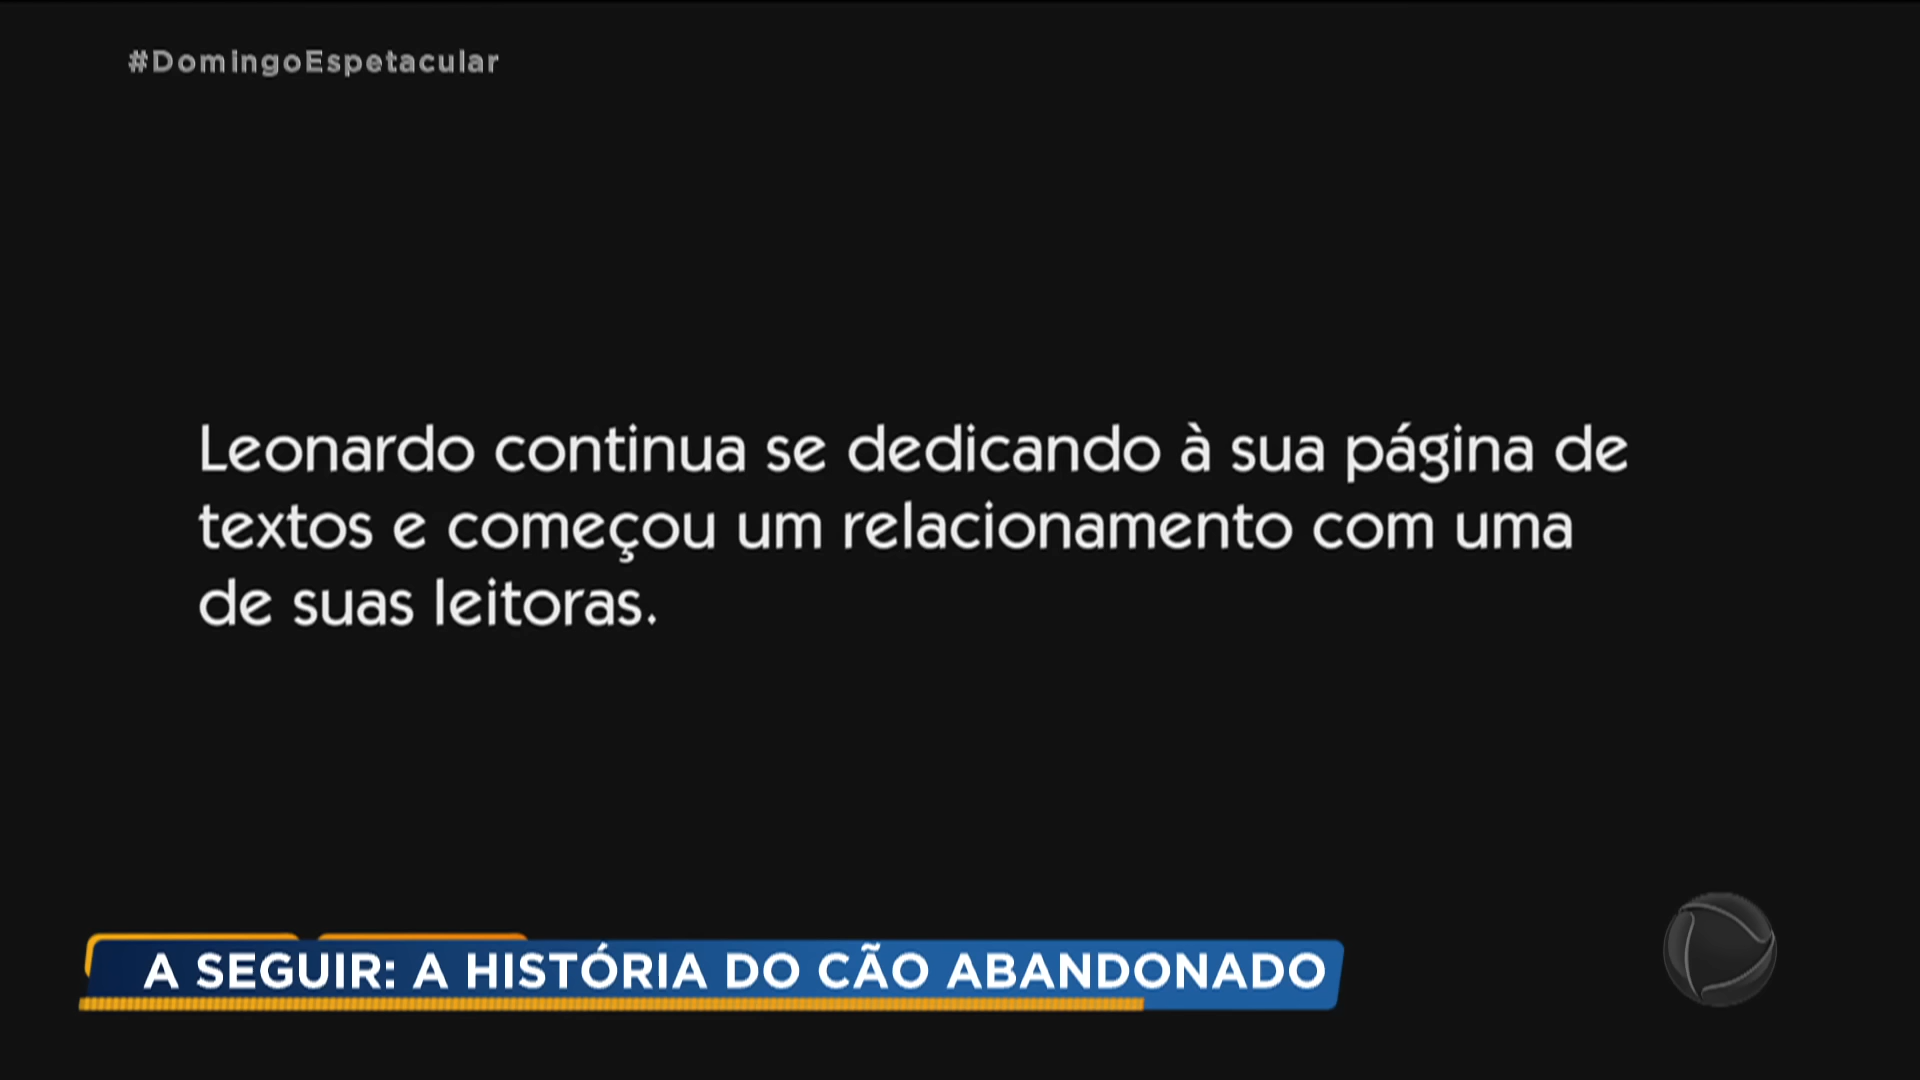 #DomingoEspetacular
Leonardo continua se dedicando à sua página de
textos e começou um relacionamento com uma
de suas leitoras.
A SEGUIR: A HISTÓRIA DO CÃO ABANDONADO